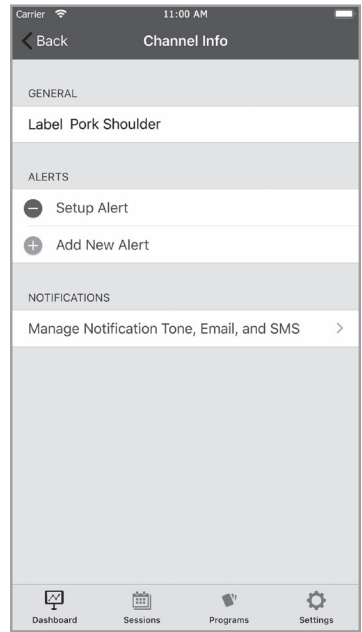 Carrier 11:00 AM
Back Channel Info
GENERAL
Label Pork Shoulder
ALERTS
Setup Alert
Add New Alert
NOTIFICATIONS
Manage Notification Tone, Email, and SMS
Dashboard Sessions Programs Settings